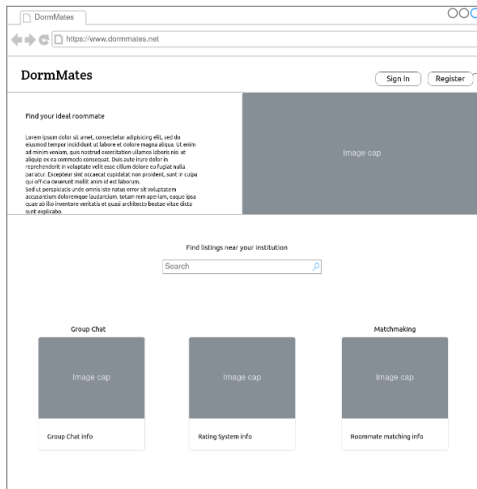 DormMates
https://www.dormmates.net
DormMates
Sign In
Register
Find your ideal roommate
Lorem ipsum dolor sit amet, consectetur adipisicing elit, sed do
eiusmod tempor incididunt ut labore et dolore magna aliqua. Ut enim
ad minim veniam, quis nostrud exercitation ullamco laboris nisi ut
aliquip ex ea commodo consequat. Duis aute irure dolor in
reprehenderit in voluptate velit esse cillum dolore eu fugiat nulla
pariatur. Excepteur sint occaecat cupidatat non proident, sunt in culpa
qui officia deserunt mollit anim id est laborum.
Sed ut perspiciatis unde omnis iste natus error sit voluptatem
accusantium doloremque laudantium, totam rem aperiam, eaque ipsa
quae ab illo inventore veritatis et quasi architecto beatae vitae dicta
sunt explicabo.
Image cap
Find listings near your institution
Search
Group Chat
Matchmaking
Image cap
Image cap
Image cap
Group Chat info
Rating System info
Roommate matching info